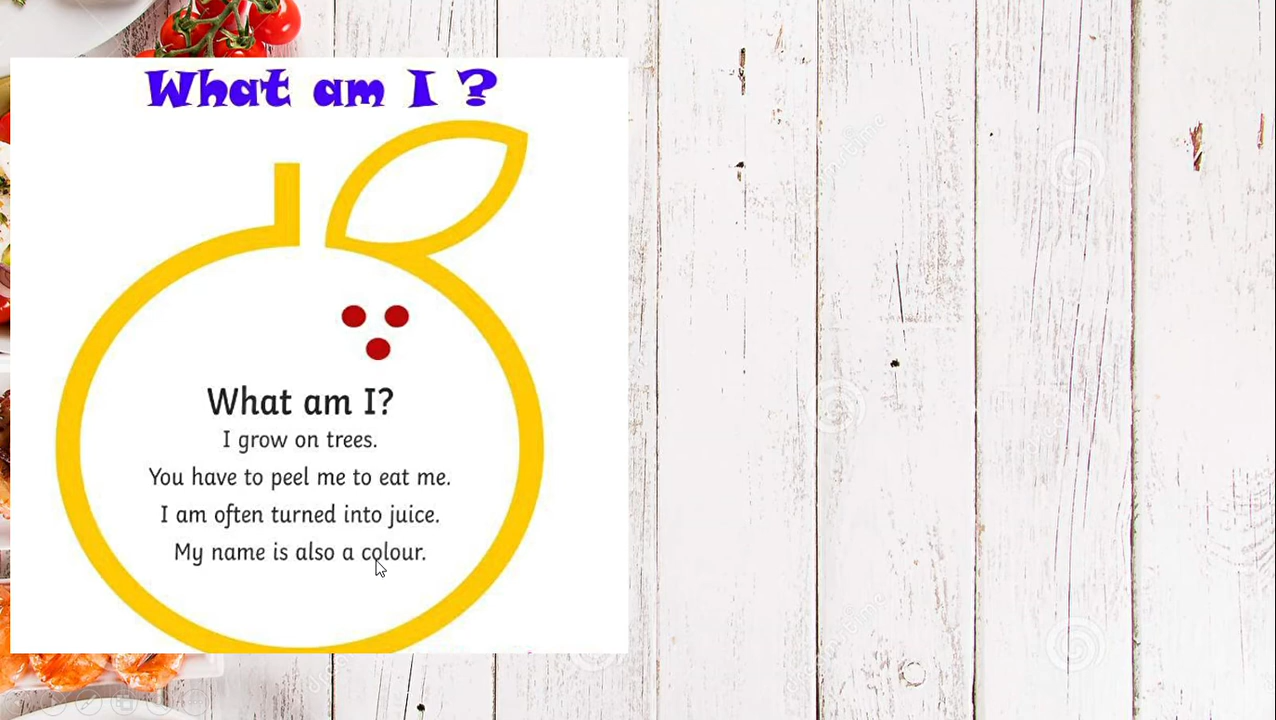 What am I ?
What am I?
I grow on trees.
You have to peel me to eat me.
I am often turned into juice.
My name is also a colour.